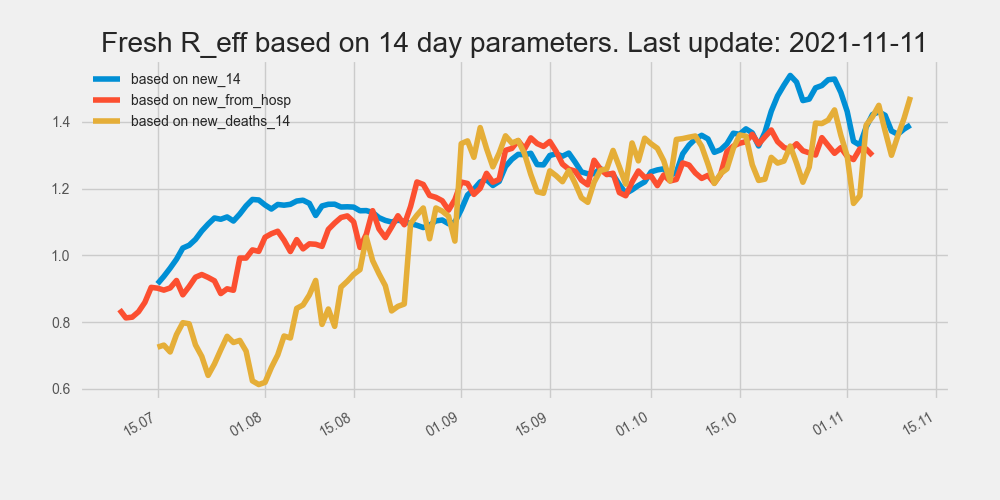 Fresh R_eff based on 14 day parameters. Last update: 2021-11-11
based on new_14
based on new_from_hosp
based on new_deaths_14
1.4
1.2
1.0
0.8
0.6
15.07 01.08 15.08 01.09 15.09 01.10 15.10 01.11 15.11